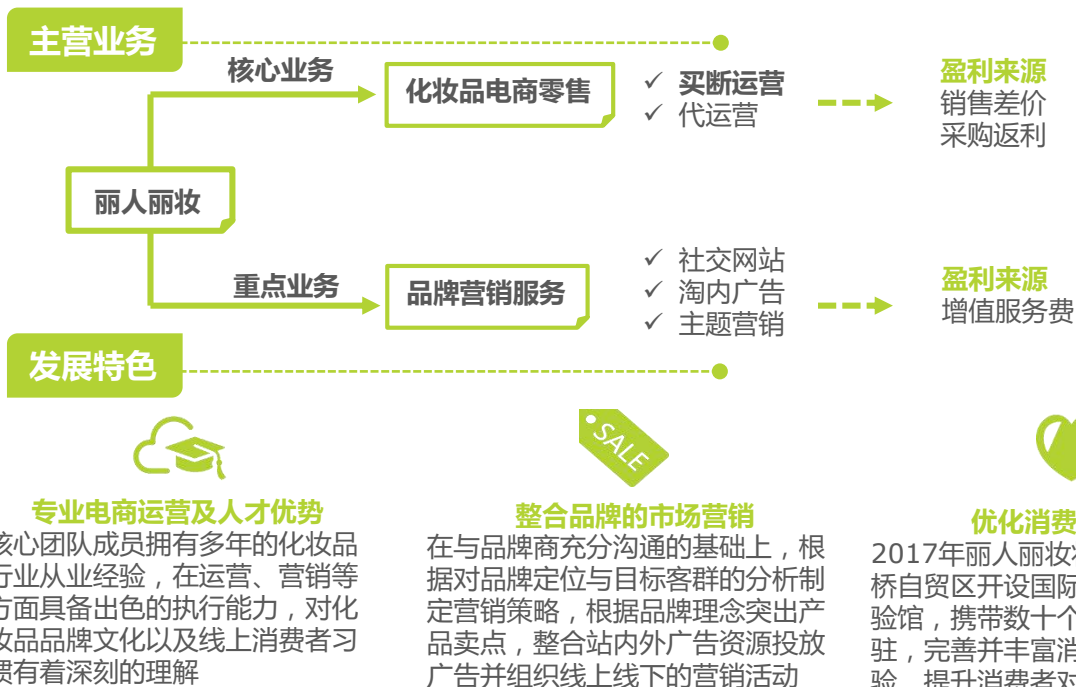 主营业务
核心业务
化妆品电商零售
✓ 买断运营
✓ 代运营
盈利来源
销售差价
采购返利
丽人丽妆
重点业务
品牌营销服务
✓ 社交网站
✓ 淘内广告
✓ 主题营销
盈利来源
增值服务费
发展特色
SALE
专业电商运营及人才优势
核心团队成员拥有多年的化妆品
行业从业经验，在运营、营销等
方面具备出色的执行能力，对化
妆品品牌文化以及线上消费者习
惯有着深刻的理解
整合品牌的市场营销
在与品牌商充分沟通的基础上，根
据对品牌定位与目标客群的分析制
定营销策略，根据品牌理念突出产
品卖点，整合站内外广告资源投放
广告并组织线上线下的营销活动
优化消费
2017年丽人丽妆
桥自贸区开设国际
验馆，携带数十个
驻，完善并丰富消
验，提升消费者对